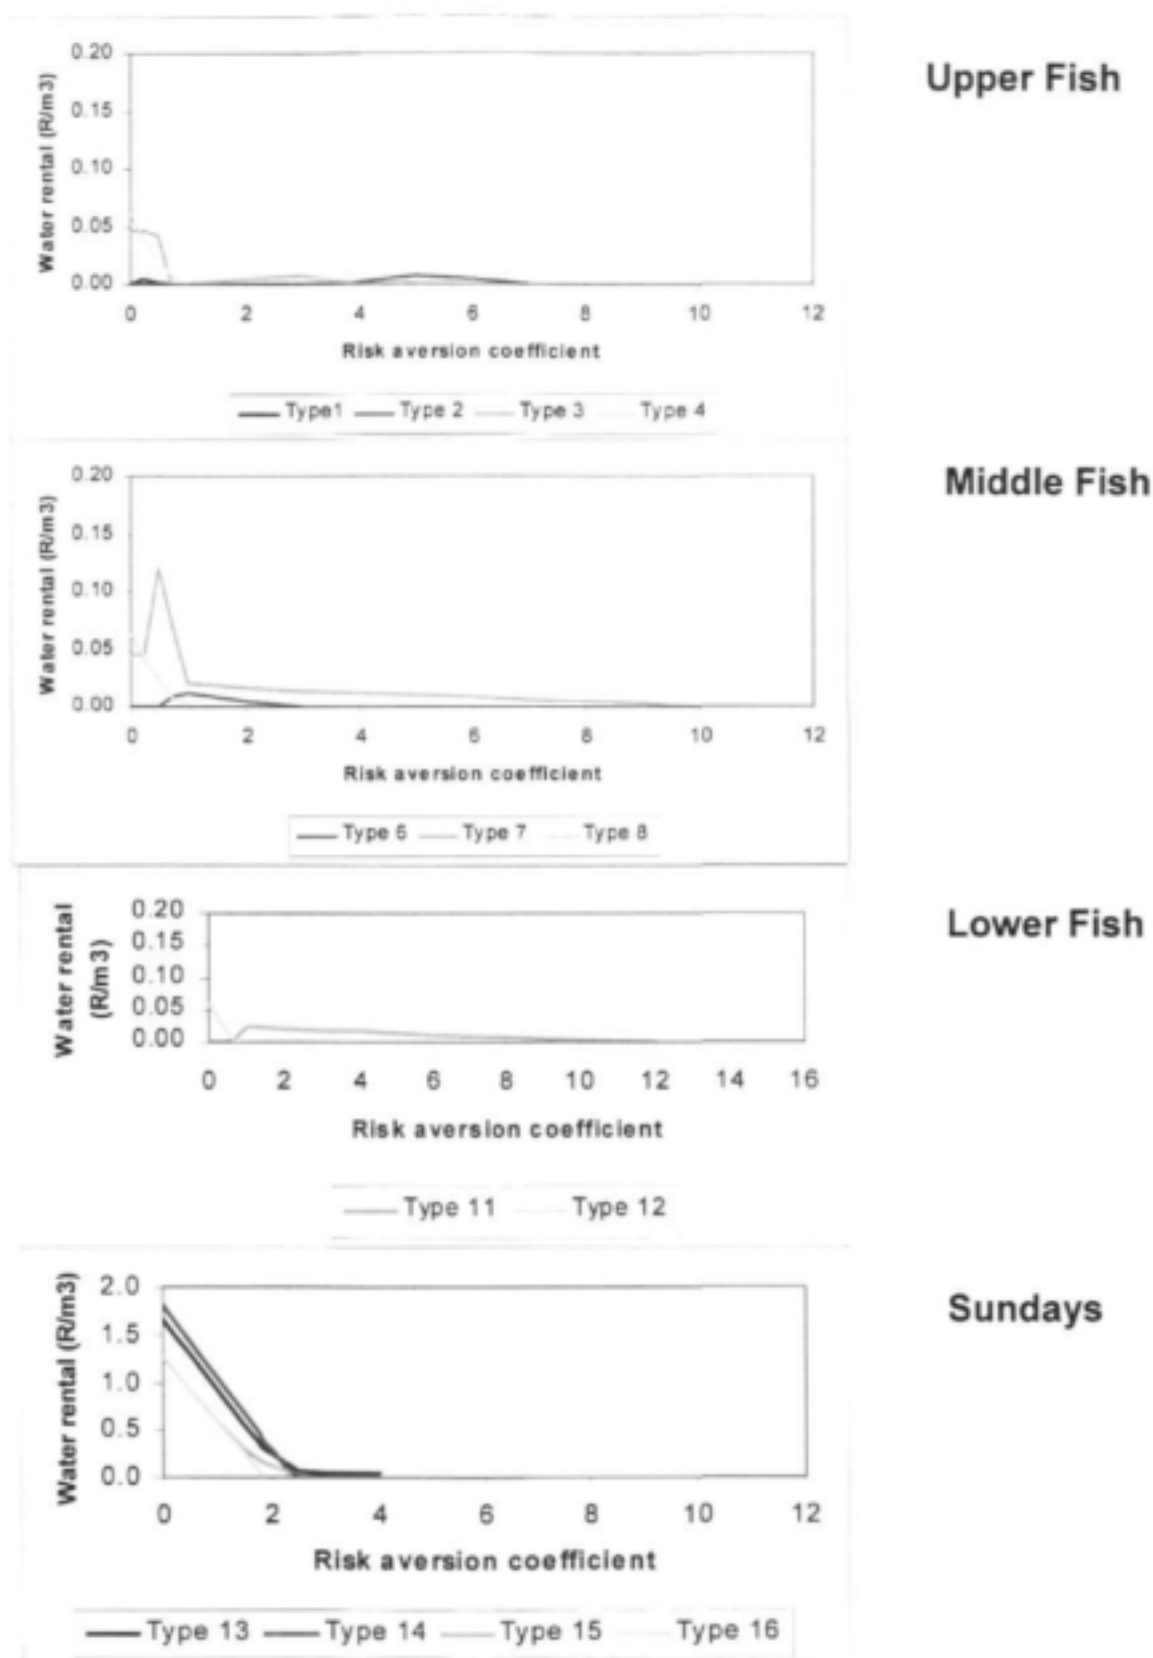 Upper Fish
Water rental (R/m3)
0.20
0.15
0.10
0.05
0.00
0 2 4 6 8 10 12
Risk aversion coefficient
Type1 Type 2 Type 3 Type 4
Middle Fish
Water rental (R/m3)
0.20
0.15
0.10
0.05
0.00
0 2 4 6 8 10 12
Risk aversion coefficient
Type 6 Type 7 Type 8
Lower Fish
Water rental
(R/m3)
0.20
0.15
0.10
0.05
0.00
0 2 4 6 8 10 12 14 16
Risk aversion coefficient
Type 11 Type 12
Sundays
Water rental (R/m3)
2.0
1.5
1.0
0.5
0.0
0 2 4 6 8 10 12
Risk aversion coefficient
Type 13 Type 14 Type 15 Type 16